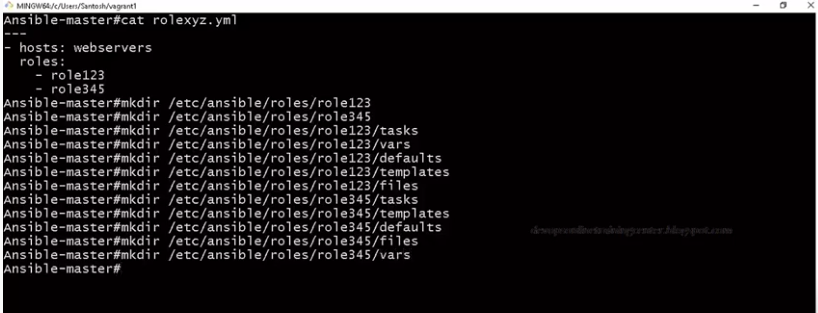 MINGW64:/c/Users/Santosh/vagrant1
Ansible-master#cat rolexyz.yml
---
- hosts: webservers
  roles:
    - role123
    - role345
Ansible-master#mkdir /etc/ansible/roles/role123
Ansible-master#mkdir /etc/ansible/roles/role345
Ansible-master#mkdir /etc/ansible/roles/role123/tasks
Ansible-master#mkdir /etc/ansible/roles/role123/vars
Ansible-master#mkdir /etc/ansible/roles/role123/defaults
Ansible-master#mkdir /etc/ansible/roles/role123/templates
Ansible-master#mkdir /etc/ansible/roles/role123/files
Ansible-master#mkdir /etc/ansible/roles/role345/tasks
Ansible-master#mkdir /etc/ansible/roles/role345/templates
Ansible-master#mkdir /etc/ansible/roles/role345/defaults
Ansible-master#mkdir /etc/ansible/roles/role345/files
Ansible-master#mkdir /etc/ansible/roles/role345/vars
Ansible-master#